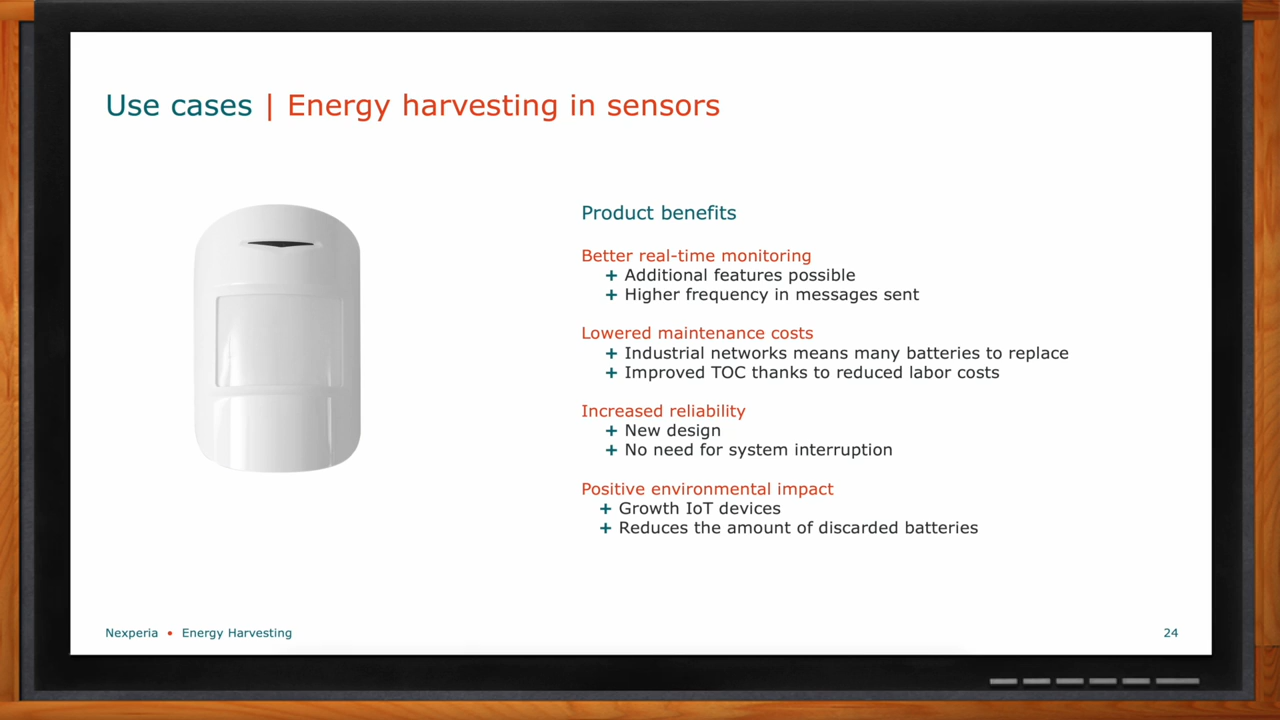 Use cases | Energy harvesting in sensors
Product benefits
Better real-time monitoring
+ Additional features possible
+ Higher frequency in messages sent
Lowered maintenance costs
+ Industrial networks means many batteries to replace
+ Improved TOC thanks to reduced labor costs
Increased reliability
+ New design
+ No need for system interruption
Positive environmental impact
+ Growth IoT devices
+ Reduces the amount of discarded batteries
Nexperia • Energy Harvesting
24